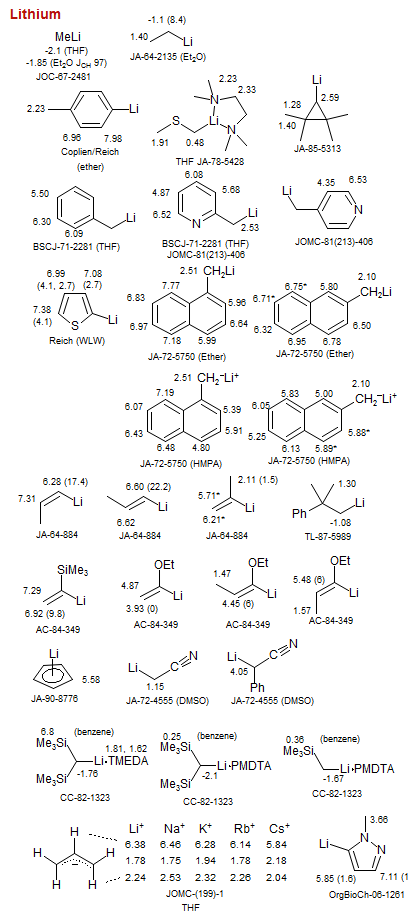 Lithium
MeLi
-2.1 (THF)
-1.85 (Et2O JCH 97)
JOC-67-2481
-1.1 (8.4)
1.40
Li
JA-64-2135 (Et2O)
2.23
Li
6.96 7.98
Coplien/Reich
(ether)
2.23
2.33
N
S
Li
N
1.91 0.48
THF JA-78-5428
Li
1.28 2.59
1.40
JA-85-5313
5.50
6.30
Li
6.09
BSCJ-71-2281 (THF)
6.08
4.87 5.68
6.52
N
Li
2.53
BSCJ-71-2281 (THF)
JOMC-81(213)-406
Li
4.35 6.53
N
JOMC-81(213)-406
6.99 7.08
(4.1, 2.7) (2.7)
7.38
(4.1)
S
Li
Reich (WLW)
2.51 CH2Li
7.77
6.83 5.96
6.97 6.64
7.18 5.99
JA-72-5750 (Ether)
2.10
6.75* 5.80
6.71* CH2Li
6.32 6.50
6.95 6.78
JA-72-5750 (Ether)
2.51 CH2-Li+
7.19
6.07 5.39
6.43 5.91
6.48 4.80
JA-72-5750 (HMPA)
2.10
5.83 5.00
6.05 CH2-Li+
5.25 5.88*
6.13 5.89*
JA-72-5750 (HMPA)
6.28 (17.4)
7.31 Li
JA-64-884
6.60 (22.2)
Li
6.62
JA-64-884
2.11 (1.5)
5.71*
Li
6.21*
JA-64-884
1.30
Ph Li
-1.08
TL-87-5989
SiMe3
7.29
Li
6.92 (9.8)
AC-84-349
OEt
4.87
Li
3.93 (0)
AC-84-349
OEt
1.47
Li
4.45 (6)
AC-84-349
OEt
5.48 (6)
Li
1.57
AC-84-349
Li
5.58
JA-90-8776
N
Li C
1.15
JA-72-4555 (DMSO)
N
Li C
4.05
Ph
JA-72-4555 (DMSO)
6.8 (benzene)
Me3Si 1.81, 1.62
Li·TMEDA
-1.76
Me3Si
CC-82-1323
0.25 (benzene)
Me3Si
Li·PMDTA
-2.1
Me3Si
CC-82-1323
0.36 (benzene)
Me3Si
Li·PMDTA
-1.67
CC-82-1323
H
H H
H H
Li+ Na+ K+ Rb+ Cs+
6.38 6.46 6.28 6.14 5.84
1.78 1.75 1.94 1.78 2.18
2.24 2.53 2.32 2.26 2.04
JOMC-(199)-1
THF
3.66
Li N
N
5.85 (1.6) 7.11 (1
OrgBioCh-06-1261